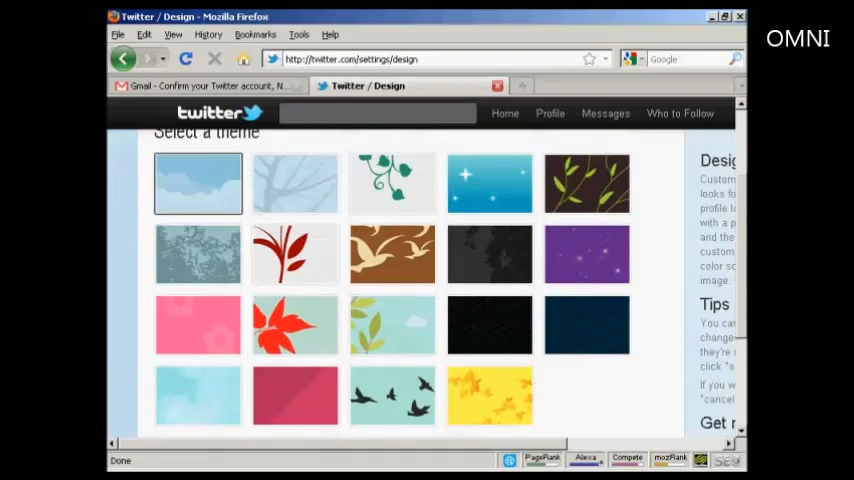 Twitter / Design - Mozilla Firefox
OMNI
File Edit View History Bookmarks Tools Help
http://twitter.com/settings/design
Google
Gmail - Confirm your Twitter account, N...
Twitter / Design
twitter
Home Profile Messages Who to Follow
Select a theme
Desig
Custom
looks fo
profile lo
with a p
and the
color sc
image.
Tips
You car
change
they're
click "s
If you w
"cancel
Get
Done
PageRank
Alexa
Compete
mozRank
SEO